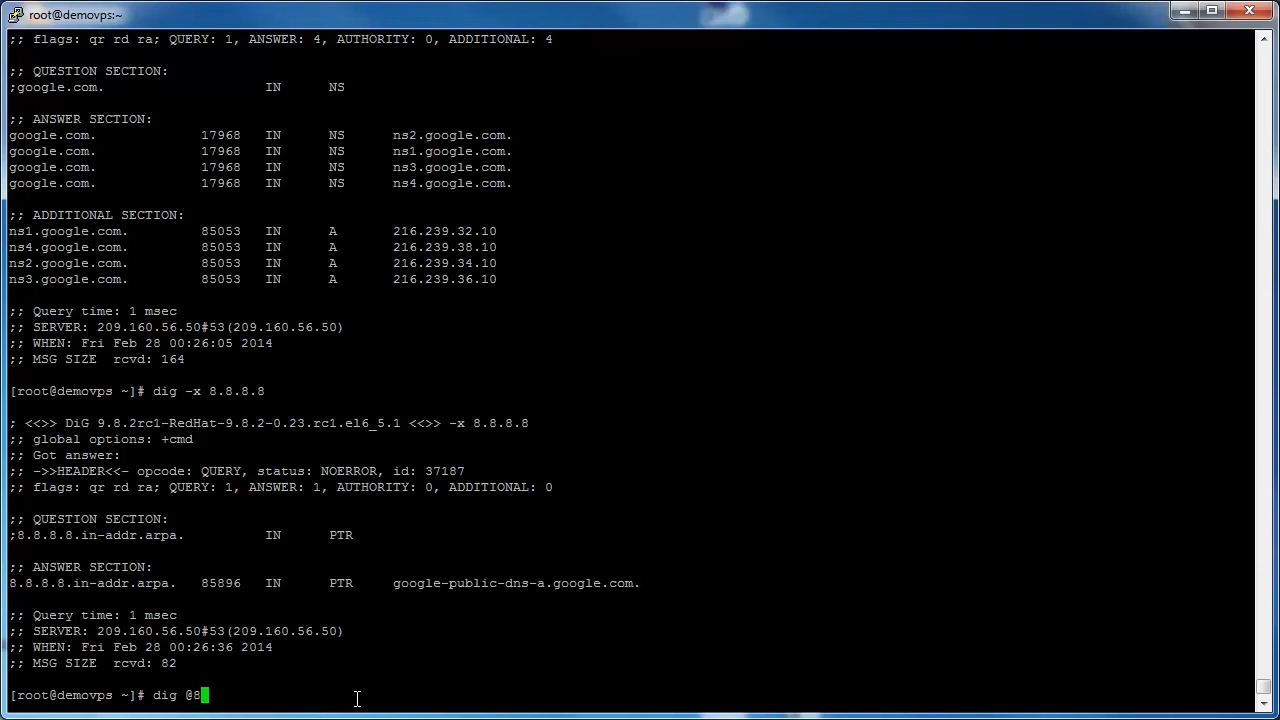 root@demovps:~
;; flags: qr rd ra; QUERY: 1, ANSWER: 4, AUTHORITY: 0, ADDITIONAL: 4
;; QUESTION SECTION:
;google.com. IN NS
;; ANSWER SECTION:
google.com. 17968 IN NS ns2.google.com.
google.com. 17968 IN NS ns1.google.com.
google.com. 17968 IN NS ns3.google.com.
google.com. 17968 IN NS ns4.google.com.
;; ADDITIONAL SECTION:
ns1.google.com. 85053 IN A 216.239.32.10
ns4.google.com. 85053 IN A 216.239.38.10
ns2.google.com. 85053 IN A 216.239.34.10
ns3.google.com. 85053 IN A 216.239.36.10
;; Query time: 1 msec
;; SERVER: 209.160.56.50#53(209.160.56.50)
;; WHEN: Fri Feb 28 00:26:05 2014
;; MSG SIZE rcvd: 164
[root@demovps ~]# dig -x 8.8.8.8
; <<>> DiG 9.8.2rc1-RedHat-9.8.2-0.23.rc1.el6_5.1 <<>> -x 8.8.8.8
;; global options: +cmd
;; Got answer:
;; ->>HEADER<<- opcode: QUERY, status: NOERROR, id: 37187
;; flags: qr rd ra; QUERY: 1, ANSWER: 1, AUTHORITY: 0, ADDITIONAL: 0
;; QUESTION SECTION:
;8.8.8.8.in-addr.arpa. IN PTR
;; ANSWER SECTION:
8.8.8.8.in-addr.arpa. 85896 IN PTR google-public-dns-a.google.com.
;; Query time: 1 msec
;; SERVER: 209.160.56.50#53(209.160.56.50)
;; WHEN: Fri Feb 28 00:26:36 2014
;; MSG SIZE rcvd: 82
[root@demovps ~]# dig @8